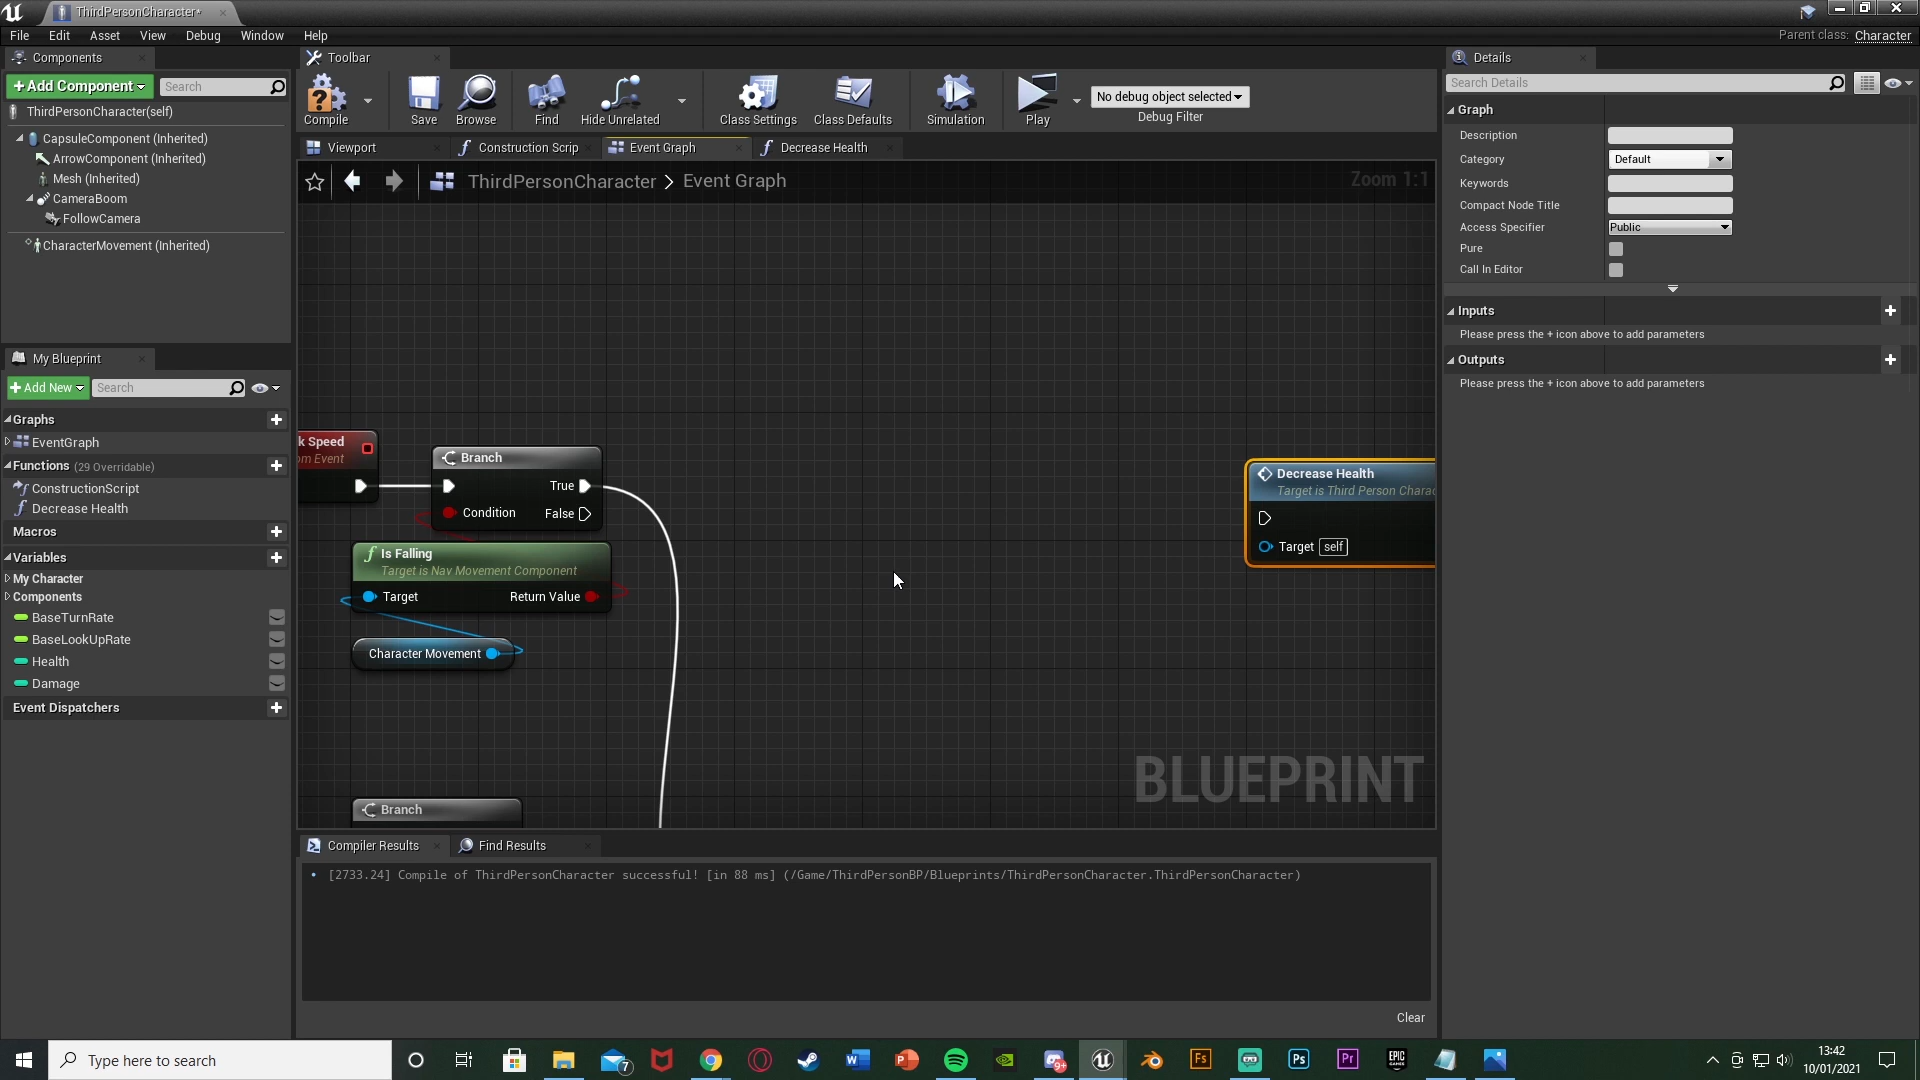 ThirdPersonCharacter*
File Edit Asset View Debug Window Help
Parent class: Character
Components
+Add Component
Search
ThirdPersonCharacter(self)
CapsuleComponent (Inherited)
ArrowComponent (Inherited)
Mesh (Inherited)
CameraBoom
FollowCamera
CharacterMovement (Inherited)
My Blueprint
+Add New
Search
Graphs
EventGraph
Functions (29 Overridable)
ConstructionScript
Decrease Health
Macros
Variables
My Character
Components
BaseTurnRate
BaseLookUpRate
Health
Damage
Event Dispatchers
Toolbar
Compile Save Browse Find Hide Unrelated Class Settings Class Defaults Simulation Play
No debug object selected
Debug Filter
Viewport Construction Scrip Event Graph Decrease Health
ThirdPersonCharacter > Event Graph
Zoom 1:1
k Speed
om Event
Branch
True
Condition False
Is Falling
Target is Nav Movement Component
Target Return Value
Character Movement
Branch
Decrease Health
Target is Third Person Charac
Target self
BLUEPRINT
Compiler Results Find Results
• [2733.24] Compile of ThirdPersonCharacter successful! [in 88 ms] (/Game/ThirdPersonBP/Blueprints/ThirdPersonCharacter.ThirdPersonCharacter)
Clear
Details
Search Details
Graph
Description
Category Default
Keywords
Compact Node Title
Access Specifier Public
Pure
Call In Editor
Inputs
Please press the + icon above to add parameters
Outputs
Please press the + icon above to add parameters
Type here to search
7
W
P
9+
Fs
Ps
Pr
EPIC
GAMES
13:42
10/01/2021